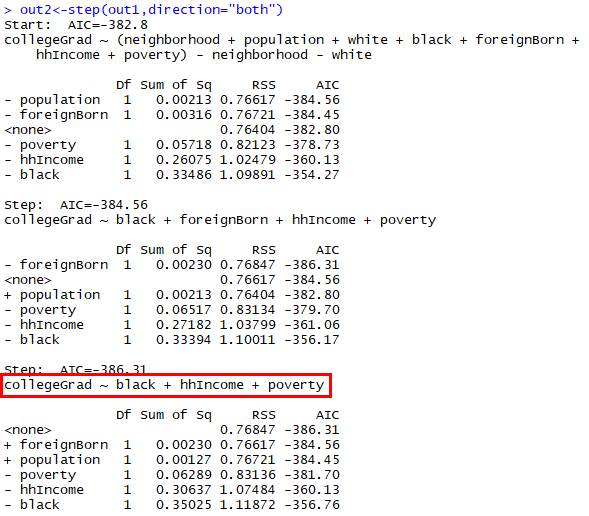 > out2<-step(out1,direction="both")
Start:  AIC=-382.8
collegeGrad ~ (neighborhood + population + white + black + foreignBorn +
    hhIncome + poverty) - neighborhood - white
              Df Sum of Sq     RSS     AIC
- population   1   0.00213 0.76617 -384.56
- foreignBorn  1   0.00316 0.76721 -384.45
<none>                     0.76404 -382.80
- poverty      1   0.05718 0.82123 -378.73
- hhIncome     1   0.26075 1.02479 -360.13
- black        1   0.33486 1.09891 -354.27
Step:  AIC=-384.56
collegeGrad ~ black + foreignBorn + hhIncome + poverty
              Df Sum of Sq     RSS     AIC
- foreignBorn  1   0.00230 0.76847 -386.31
<none>                     0.76617 -384.56
+ population   1   0.00213 0.76404 -382.80
- poverty      1   0.06517 0.83134 -379.70
- hhIncome     1   0.27182 1.03799 -361.06
- black        1   0.33394 1.10011 -356.17
Step:  AIC=-386.31
collegeGrad ~ black + hhIncome + poverty
              Df Sum of Sq     RSS     AIC
<none>                     0.76847 -386.31
+ foreignBorn  1   0.00230 0.76617 -384.56
+ population   1   0.00127 0.76721 -384.45
- poverty      1   0.06289 0.83136 -381.70
- hhIncome     1   0.30637 1.07484 -360.13
- black        1   0.35025 1.11872 -356.76